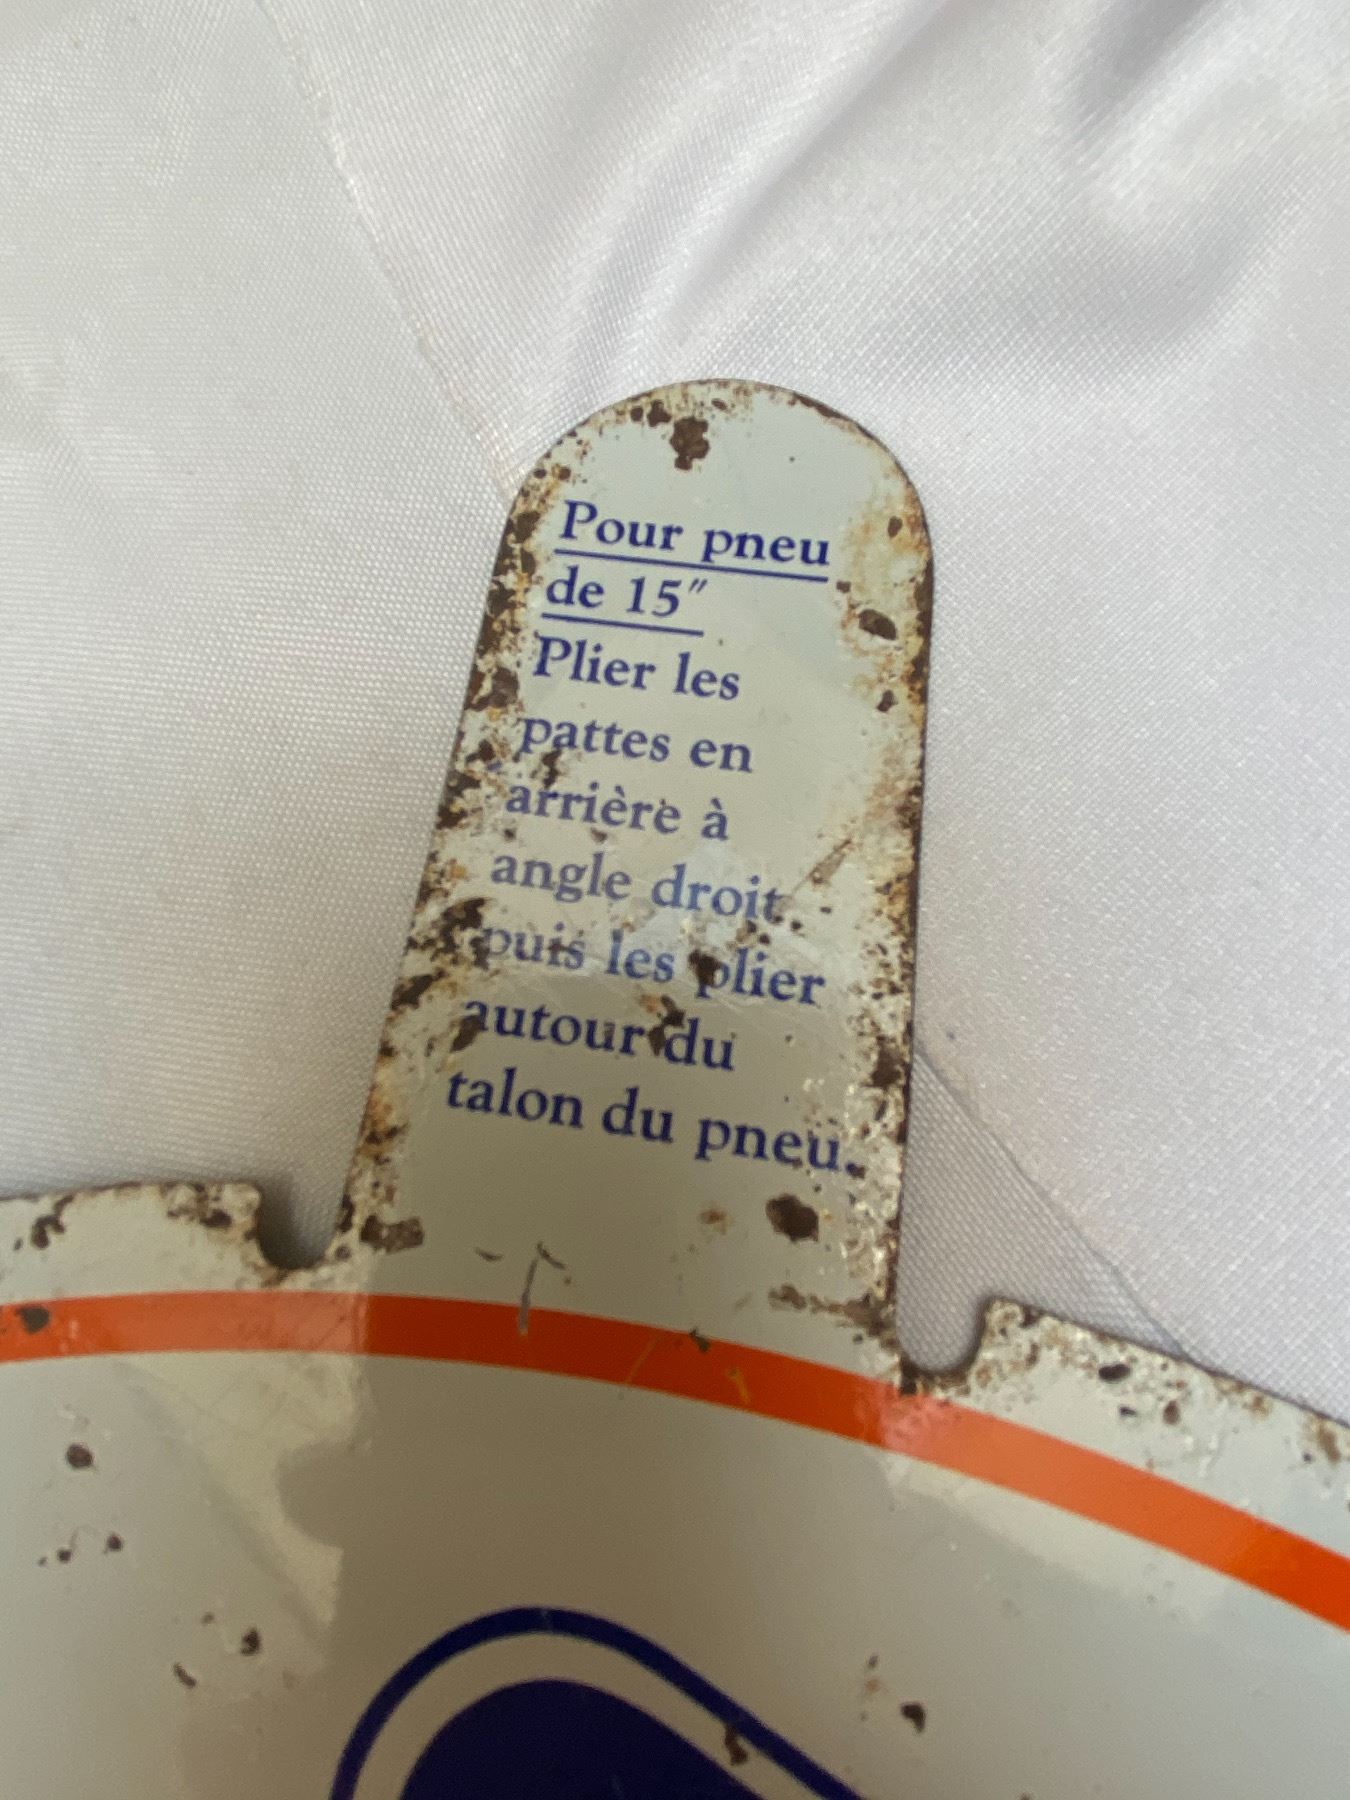 Pour pneu
de 15″
Plier les
pattes en
arrière à
angle droit
puis les plier
autour du
talon du pneu.